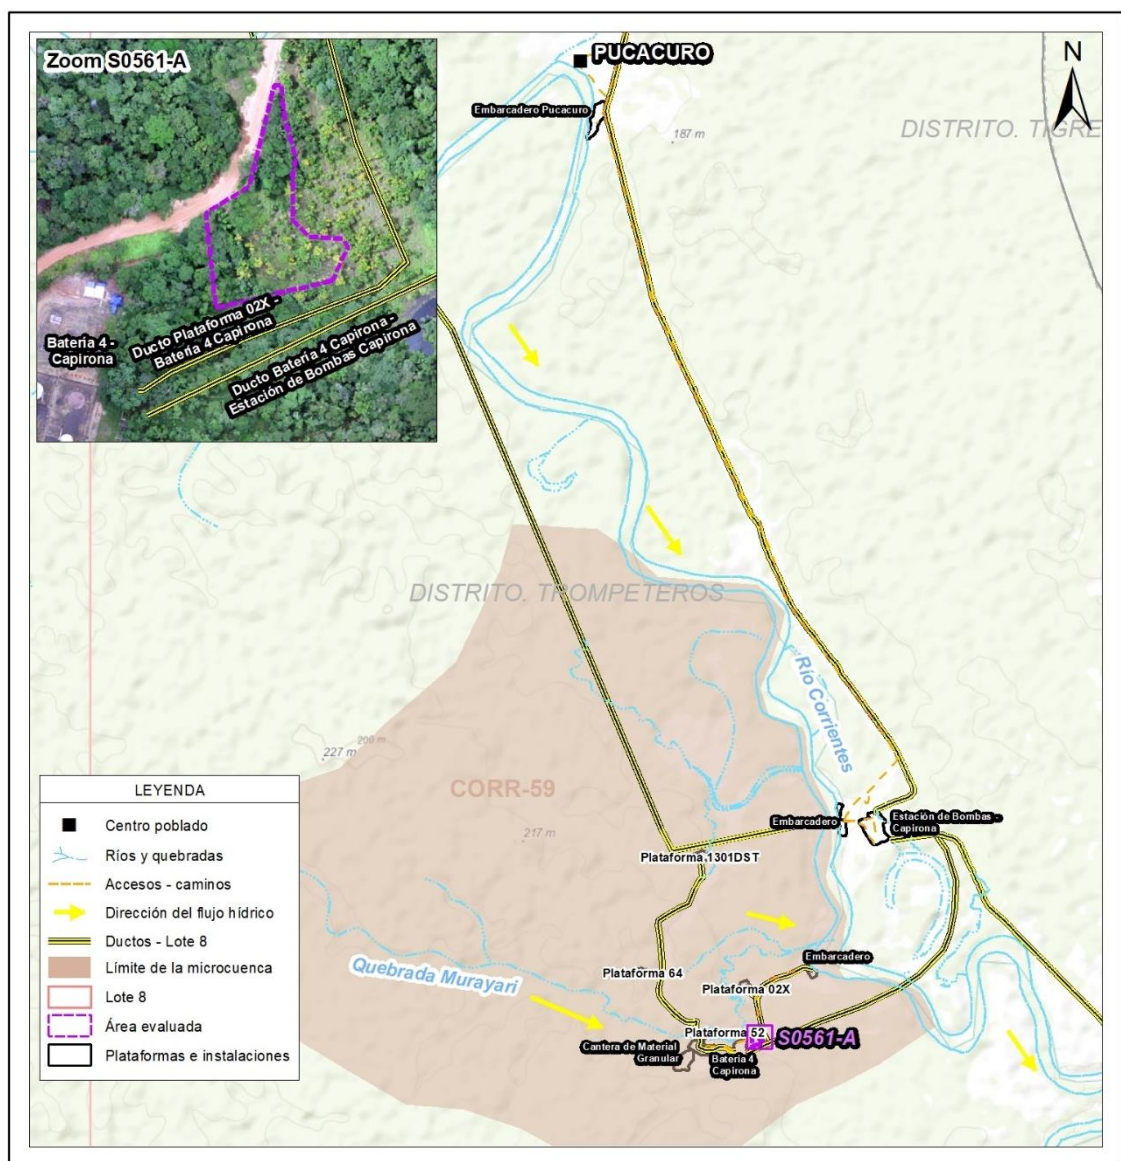 Zoom S0561-A
Batería 4 -
Capirona
Ducto Plataforma 02X -
Batería 4 Capirona
Ducto Batería 4 Capirona -
Estación de Bombas Capirona
PUCACURO
Embarcadero Pucacuro
187 m
N
DISTRITO. TIGRE
DISTRITO. TROMPETEROS
Río Corrientes
200 m
227 m
CORR-59
217 m
Embarcadero
Estación de Bombas -
Capirona
Plataforma 1301DST
Embarcadero
Plataforma 64
Plataforma 02X
Quebrada Murayari
Plataforma 52
S0561-A
Cantera de Material
Granular
Batería 4
Capirona
LEYENDA
Centro poblado
Ríos y quebradas
Accesos - caminos
Dirección del flujo hídrico
Ductos - Lote 8
Límite de la microcuenca
Lote 8
Área evaluada
Plataformas e instalaciones